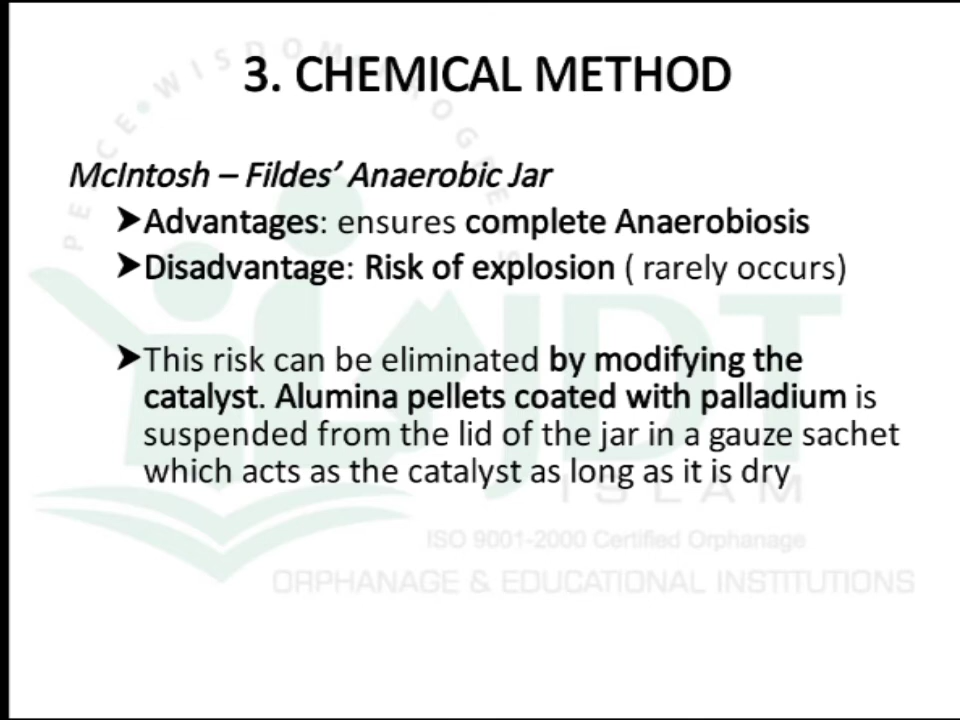 3. CHEMICAL METHOD
McIntosh – Fildes’ Anaerobic Jar
➤Advantages: ensures complete Anaerobiosis
➤Disadvantage: Risk of explosion ( rarely occurs)
➤This risk can be eliminated by modifying the
catalyst. Alumina pellets coated with palladium is
suspended from the lid of the jar in a gauze sachet
which acts as the catalyst as long as it is dry
JDT
ISLAM
ISO 9001-2000 Certified Orphanage
ORPHANAGE & EDUCATIONAL INSTITUTIONS